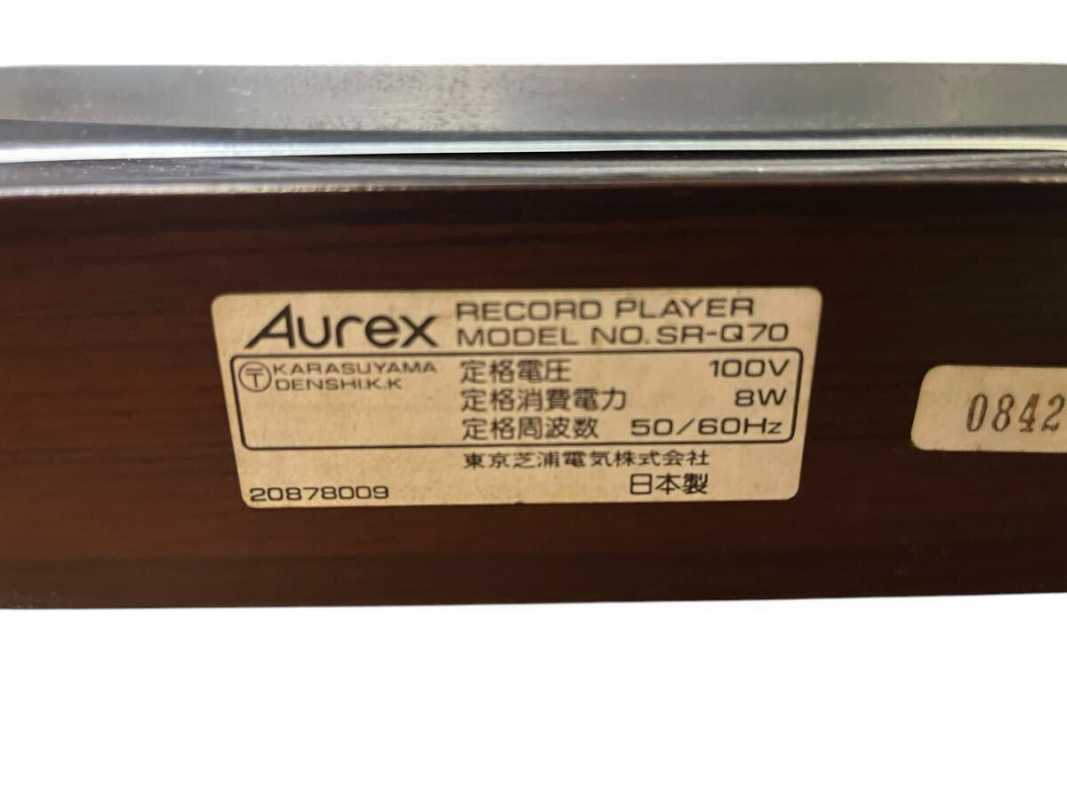 Aurex RECORD PLAYER
MODEL NO. SR-Q70
〒 KARASUYAMA
DENSHI.K.K
定格電圧 100V
定格消費電力 8W
定格周波数 50/60Hz
東京芝浦電気株式会社
20878009 日本製
0842